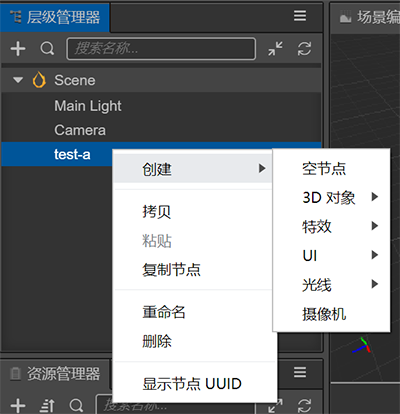 层级管理器
场景编
搜索名称...
Scene
Main Light
Camera
test-a
创建
拷贝
粘贴
复制节点
重命名
删除
显示节点 UUID
空节点
3D 对象
特效
UI
光线
摄像机
资源管理器
搜索名称...